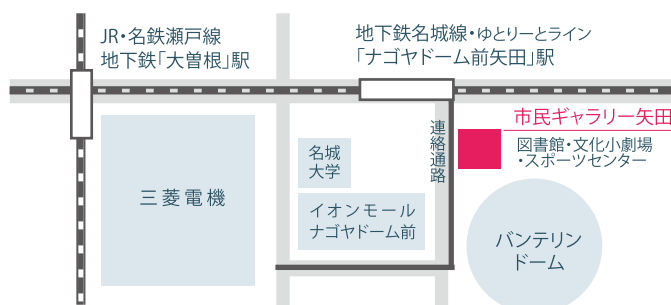 JR・名鉄瀬戸線
地下鉄「大曽根」駅
地下鉄名城線・ゆとりーとライン
「ナゴヤドーム前矢田」駅
市民ギャラリー矢田
図書館・文化小劇場
・スポーツセンター
連絡通路
名城
大学
三菱電機
イオンモール
ナゴヤドーム前
バンテリン
ドーム